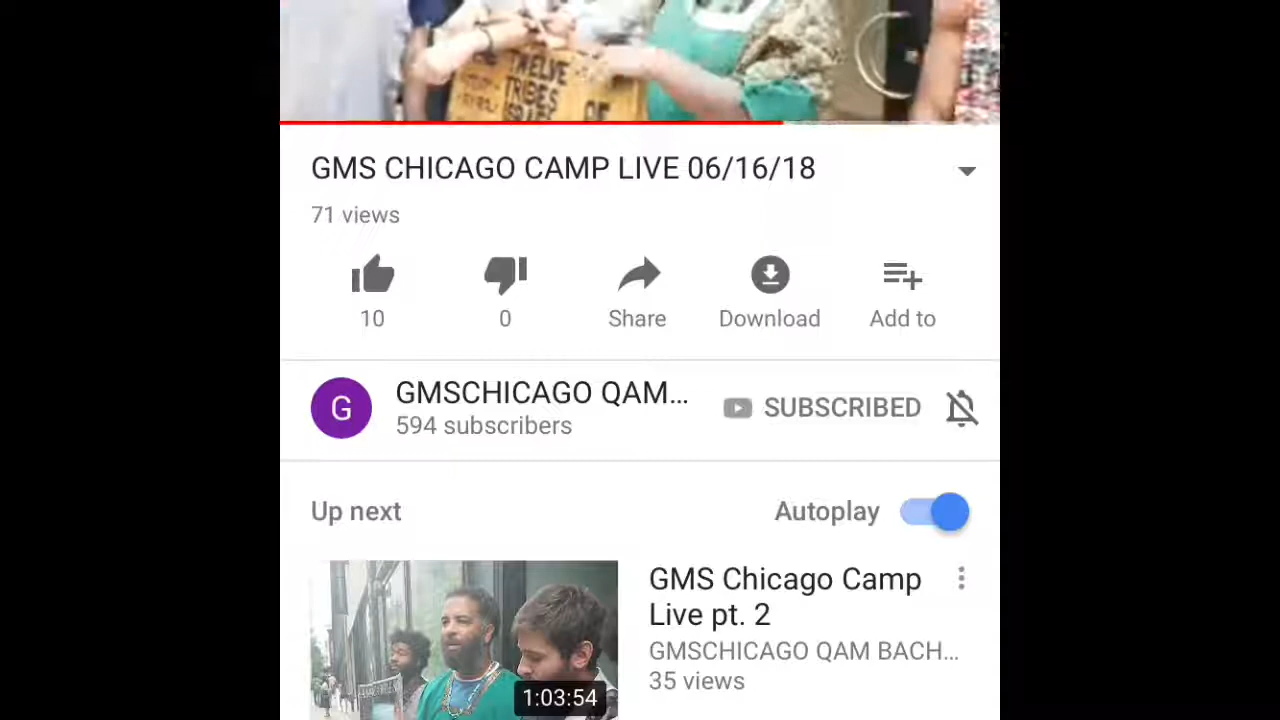 TWELVE
TRIBES
OF
GMS CHICAGO CAMP LIVE 06/16/18
71 views
10
0
Share
Download
Add to
G
GMSCHICAGO QAM...
594 subscribers
SUBSCRIBED
Up next
Autoplay
GMS Chicago Camp
Live pt. 2
GMSCHICAGO QAM BACH...
35 views
1:03:54